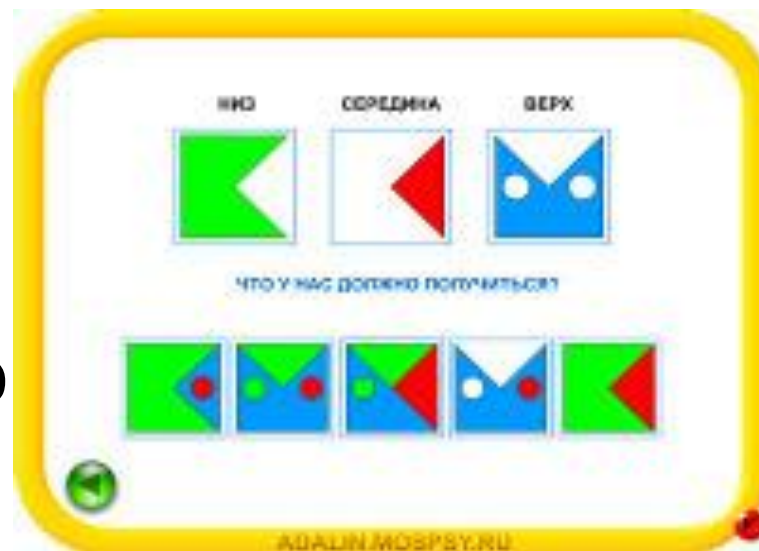 НИЗ СЕРЕДИНА ВЕРХ
ЧТО У НАС ДОЛЖНО ПОЛУЧИТЬСЯ?
ADALIN.MOSPSY.RU